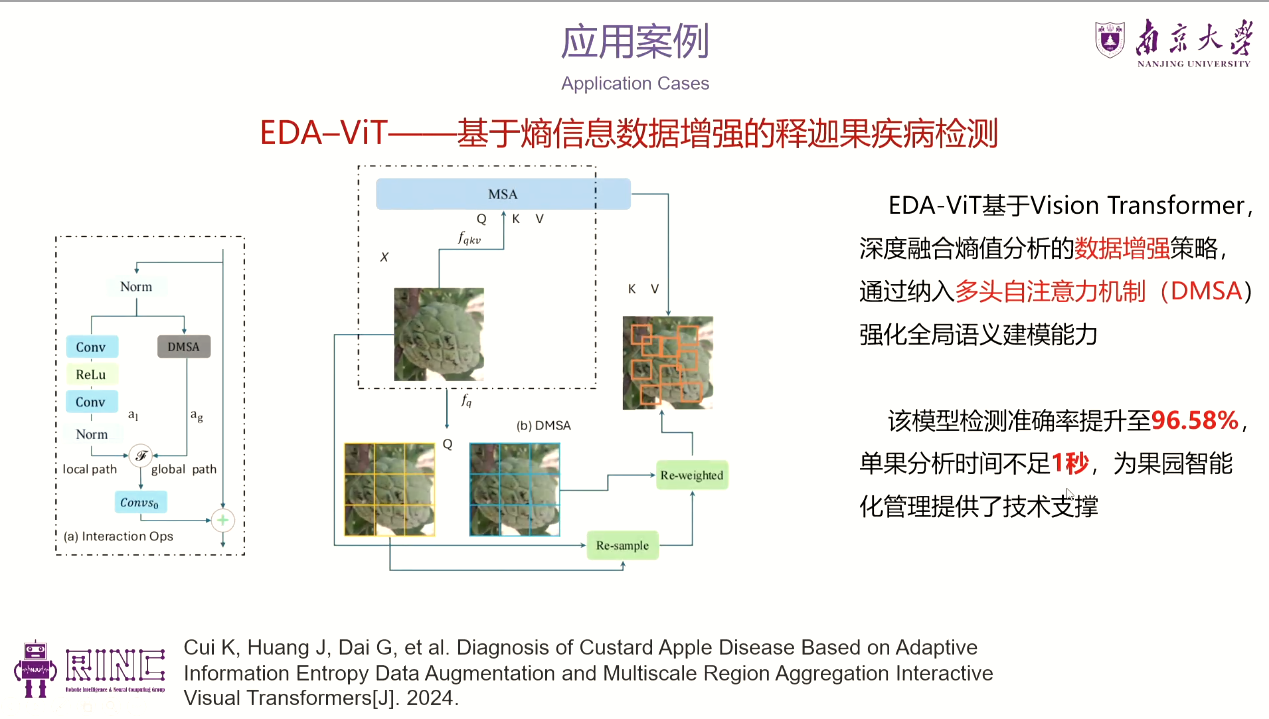 应用案例
Application Cases
南京大学
NANJING UNIVERSITY
EDA–ViT——基于熵信息数据增强的释迦果疾病检测
Norm
Conv
DMSA
ReLu
Conv
a_l
a_g
Norm
ℱ
local path
global path
Convs₀
+
(a) Interaction Ops
MSA
Q K V
f_qkv
X
K V
f_q
Q
(b) DMSA
Re-weighted
Re-sample
EDA-ViT基于Vision Transformer,
深度融合熵值分析的数据增强策略,
通过纳入多头自注意力机制（DMSA）
强化全局语义建模能力
该模型检测准确率提升至96.58%,
单果分析时间不足1秒，为果园智能
化管理提供了技术支撑
NJU
RINC
Robotic Intelligence & Neural Computing Group
Cui K, Huang J, Dai G, et al. Diagnosis of Custard Apple Disease Based on Adaptive
Information Entropy Data Augmentation and Multiscale Region Aggregation Interactive
Visual Transformers[J]. 2024.